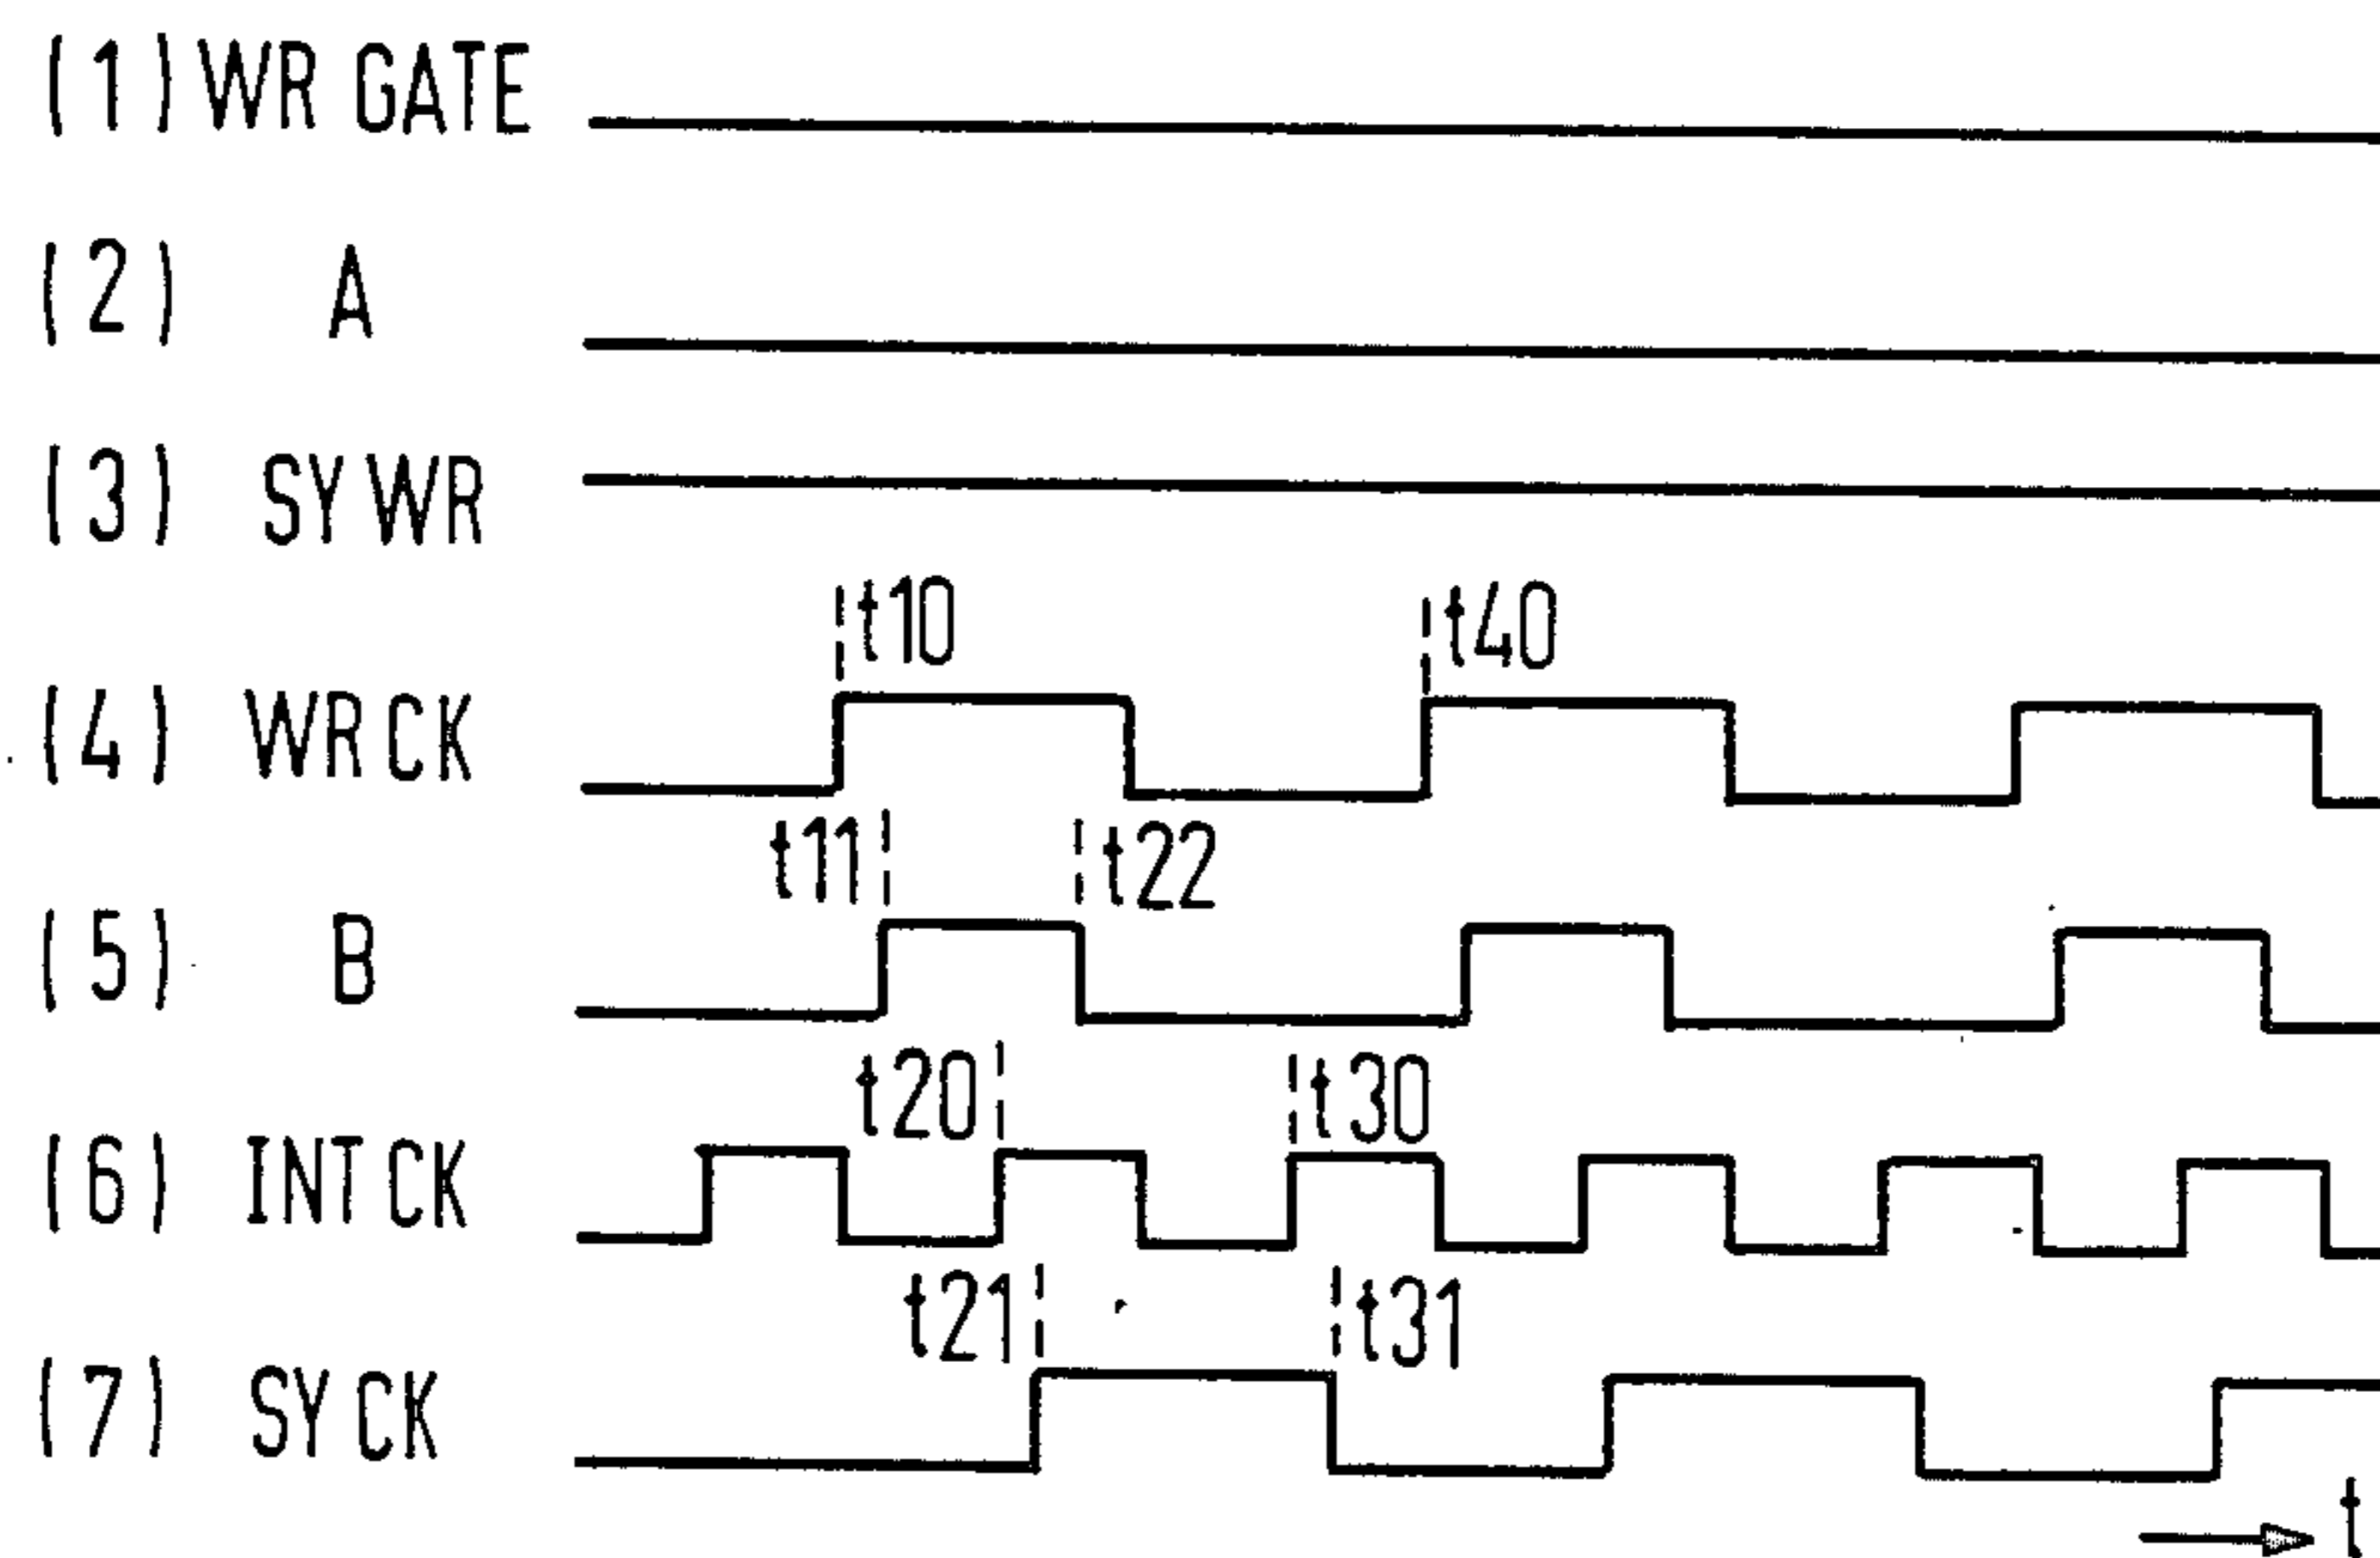 (1) WR GATE
(2) A
(3) SY WR
t10 t40
(4) WR CK
t11 t22
(5) B
t20 t30
(6) INT CK
t21 t31
(7) SY CK
t